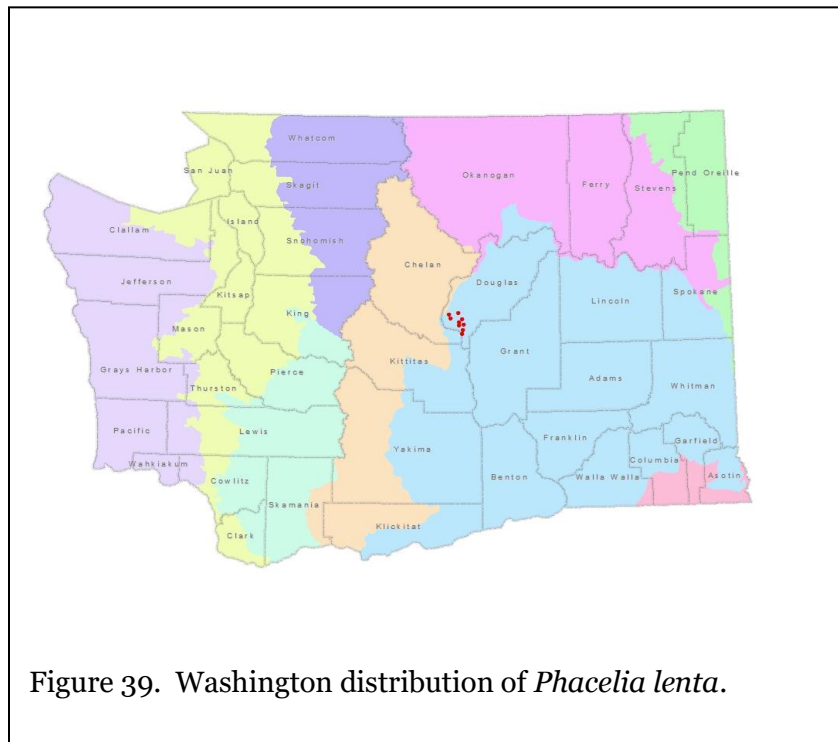 Whatcom
San Juan
Skagit
Okanogan
Ferry
Stevens
Pend Oreille
Island
Clallam
Snohomish
Chelan
Jefferson
Douglas
Kitsap
Lincoln
Spokane
King
Mason
Kittitas
Grant
Grays Harbor
Pierce
Adams
Whitman
Thurston
Pacific
Lewis
Yakima
Franklin
Garfield
Columbia
Wahkiakum
Asotin
Cowlitz
Benton
Walla Walla
Skamania
Klickitat
Clark
Figure 39. Washington distribution of Phacelia lenta.